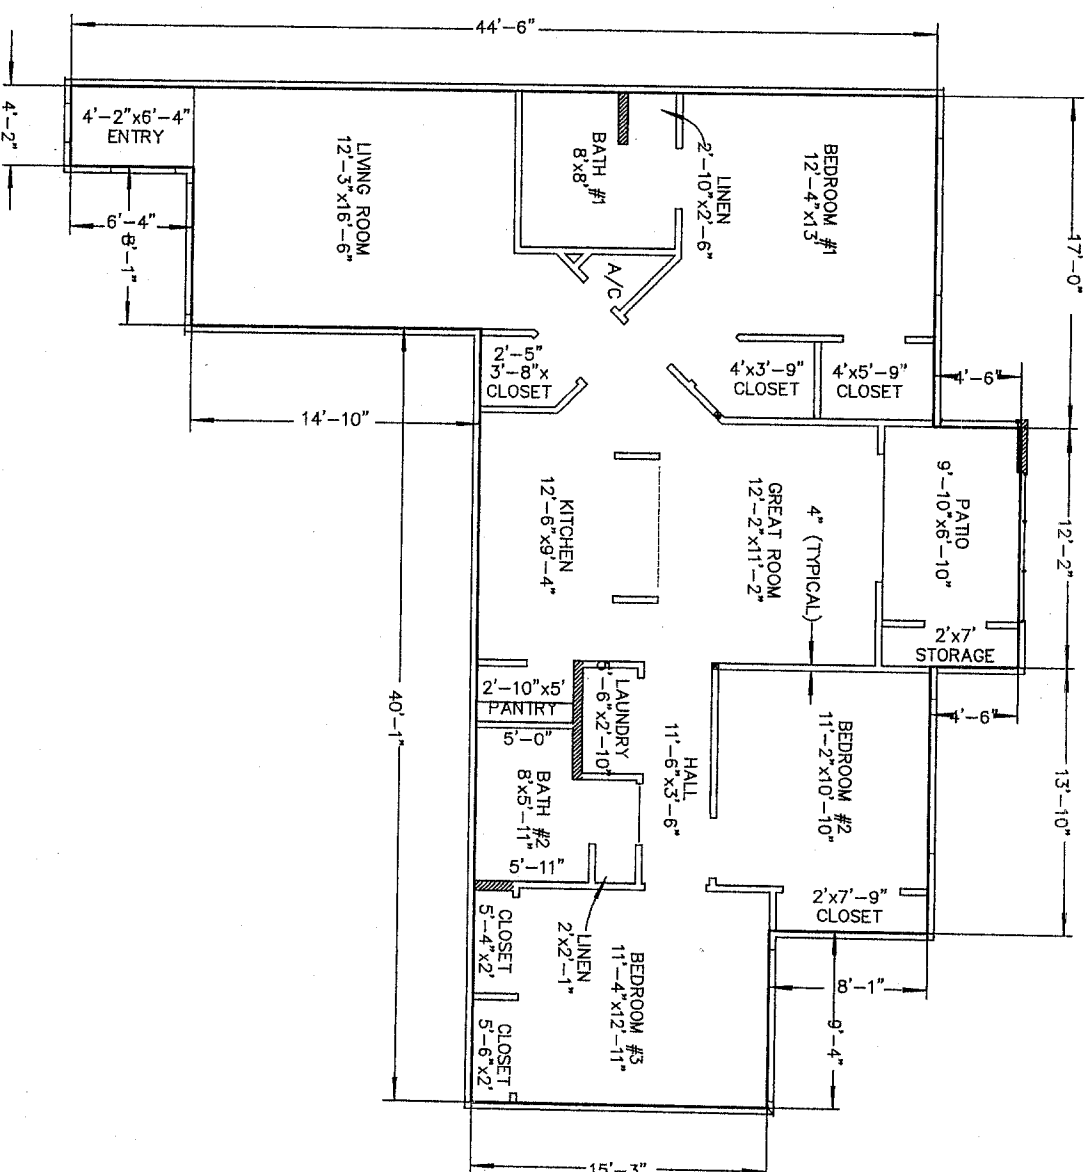 44'-6"
4'-2"
4'-2"x6'-4"
ENTRY
6'-4"
8'-1"
LIVING ROOM
12'-3"x16'-6"
BATH #1
8'x8'
LINEN
2'-10"x2'-6"
BEDROOM #1
12'-4"x13'
17'-0"
A/C
2'-5"
3'-8"x
CLOSET
4'x3'-9"
CLOSET
4'x5'-9"
CLOSET
4'-6"
14'-10"
KITCHEN
12'-6"x9'-4"
GREAT ROOM
12'-2"x11'-2"
4" (TYPICAL)
PATIO
9'-10"x6'-10"
12'-2"
2'x7'
STORAGE
2'-10"x5'
PANTRY
5'-0"
LAUNDRY
5'-6"x2'-10"
HALL
11'-6"x3'-6"
BEDROOM #2
11'-2"x10'-10"
4'-6"
13'-10"
40'-1"
BATH #2
8'x5'-11"
5'-11"
2'x7'-9"
CLOSET
CLOSET
5'-4"x2'
LINEN
2'x2'-1"
BEDROOM #3
11'-4"x12'-11"
8'-1"
9'-4"
CLOSET
5'-6"x2'
15'-3"